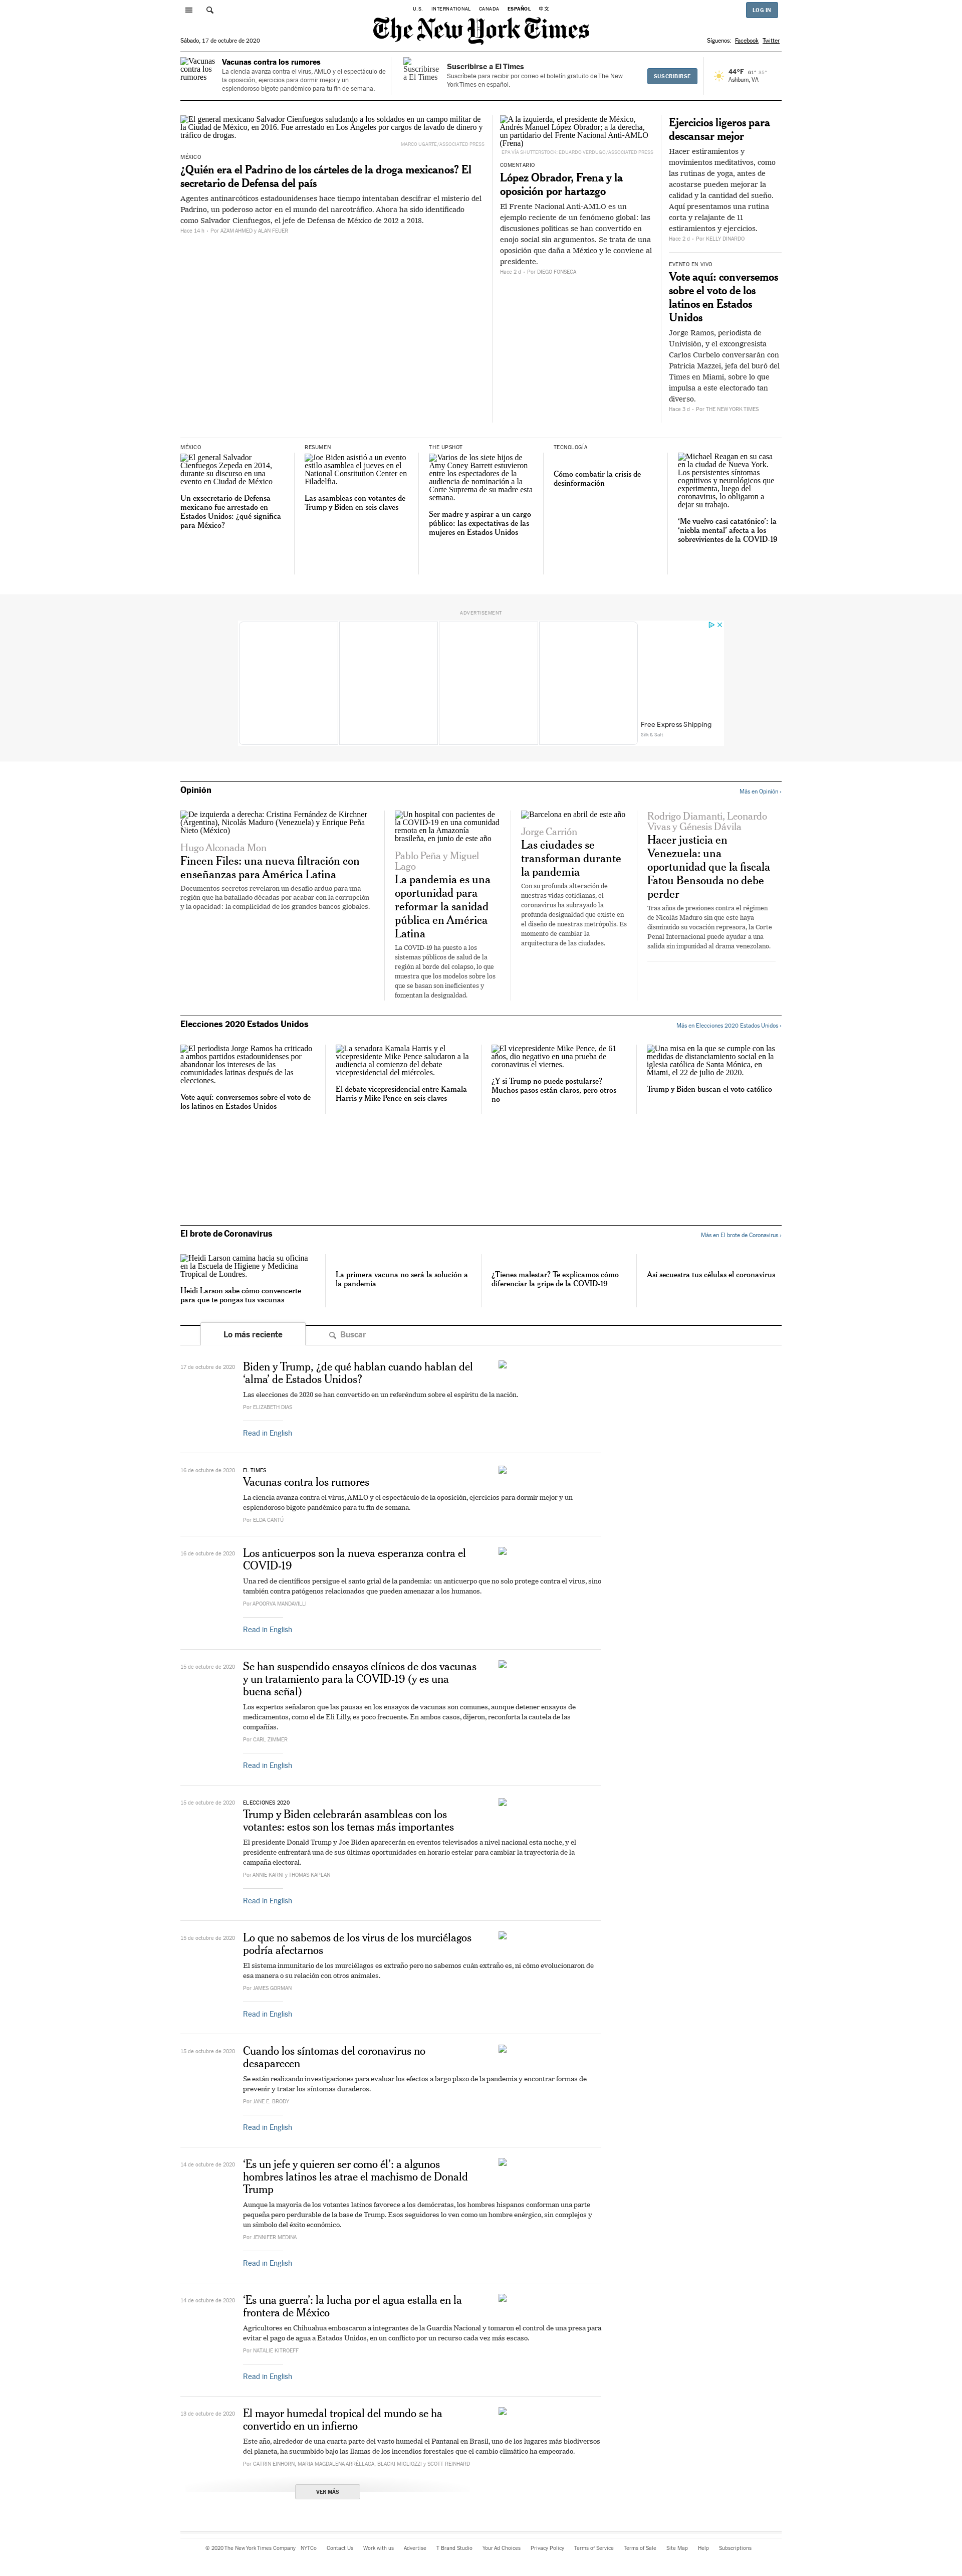 U.S. INTERNATIONAL CANADA ESPAÑOL 中文
LOG IN
The New York Times
Sábado, 17 de octubre de 2020
Síguenos: Facebook Twitter
Vacunas contra los rumores
Vacunas contra los rumores
La ciencia avanza contra el virus, AMLO y el espectáculo de
la oposición, ejercicios para dormir mejor y un
esplendoroso bigote pandémico para tu fin de semana.
Suscribirse a El Times
Suscribirse a El Times
Suscríbete para recibir por correo el boletín gratuito de The New
York Times en español.
SUSCRIBIRSE
44°F 61° 35°
Ashburn, VA
El general mexicano Salvador Cienfuegos saludando a los soldados en un campo militar de
la Ciudad de México, en 2016. Fue arrestado en Los Ángeles por cargos de lavado de dinero y
tráfico de drogas.
MARCO UGARTE/ASSOCIATED PRESS
MÉXICO
¿Quién era el Padrino de los cárteles de la droga mexicanos? El
secretario de Defensa del país
Agentes antinarcóticos estadounidenses hace tiempo intentaban descifrar el misterio del
Padrino, un poderoso actor en el mundo del narcotráfico. Ahora ha sido identificado
como Salvador Cienfuegos, el jefe de Defensa de México de 2012 a 2018.
Hace 14 h - Por AZAM AHMED y ALAN FEUER
A la izquierda, el presidente de México,
Andrés Manuel López Obrador; a la derecha,
un partidario del Frente Nacional Anti-AMLO
(Frena)
EPA VÍA SHUTTERSTOCK; EDUARDO VERDUGO/ASSOCIATED PRESS
COMENTARIO
López Obrador, Frena y la
oposición por hartazgo
El Frente Nacional Anti-AMLO es un
ejemplo reciente de un fenómeno global: las
discusiones políticas se han convertido en
enojo social sin argumentos. Se trata de una
oposición que daña a México y le conviene al
presidente.
Hace 2 d - Por DIEGO FONSECA
Ejercicios ligeros para
descansar mejor
Hacer estiramientos y
movimientos meditativos, como
las rutinas de yoga, antes de
acostarse pueden mejorar la
calidad y la cantidad del sueño.
Aquí presentamos una rutina
corta y relajante de 11
estiramientos y ejercicios.
Hace 2 d - Por KELLY DINARDO
EVENTO EN VIVO
Vote aquí: conversemos
sobre el voto de los
latinos en Estados
Unidos
Jorge Ramos, periodista de
Univisión, y el excongresista
Carlos Curbelo conversarán con
Patricia Mazzei, jefa del buró del
Times en Miami, sobre lo que
impulsa a este electorado tan
diverso.
Hace 3 d - Por THE NEW YORK TIMES
MÉXICO
El general Salvador
Cienfuegos Zepeda en 2014,
durante su discurso en una
evento en Ciudad de México
Un exsecretario de Defensa
mexicano fue arrestado en
Estados Unidos: ¿qué significa
para México?
RESUMEN
Joe Biden asistió a un evento
estilo asamblea el jueves en el
National Constitution Center en
Filadelfia.
Las asambleas con votantes de
Trump y Biden en seis claves
THE UPSHOT
Varios de los siete hijos de
Amy Coney Barrett estuvieron
entre los espectadores de la
audiencia de nominación a la
Corte Suprema de su madre esta
semana.
Ser madre y aspirar a un cargo
público: las expectativas de las
mujeres en Estados Unidos
TECNOLOGÍA
Cómo combatir la crisis de
desinformación
Michael Reagan en su casa
en la ciudad de Nueva York.
Los persistentes síntomas
cognitivos y neurológicos que
experimenta, luego del
coronavirus, lo obligaron a
dejar su trabajo.
‘Me vuelvo casi catatónico’: la
‘niebla mental’ afecta a los
sobrevivientes de la COVID-19
ADVERTISEMENT
Free Express Shipping
Silk & Salt
Opinión
Más en Opinión ›
De izquierda a derecha: Cristina Fernández de Kirchner
(Argentina), Nicolás Maduro (Venezuela) y Enrique Peña
Nieto (México)
Hugo Alconada Mon
Fincen Files: una nueva filtración con
enseñanzas para América Latina
Documentos secretos revelaron un desafío arduo para una
región que ha batallado décadas por acabar con la corrupción
y la opacidad: la complicidad de los grandes bancos globales.
Un hospital con pacientes de
la COVID-19 en una comunidad
remota en la Amazonía
brasileña, en junio de este año
Pablo Peña y Miguel
Lago
La pandemia es una
oportunidad para
reformar la sanidad
pública en América
Latina
La COVID-19 ha puesto a los
sistemas públicos de salud de la
región al borde del colapso, lo que
muestra que los modelos sobre los
que se basan son ineficientes y
fomentan la desigualdad.
Barcelona en abril de este año
Jorge Carrión
Las ciudades se
transforman durante
la pandemia
Con su profunda alteración de
nuestras vidas cotidianas, el
coronavirus ha subrayado la
profunda desigualdad que existe en
el diseño de nuestras metrópolis. Es
momento de cambiar la
arquitectura de las ciudades.
Rodrigo Diamanti, Leonardo
Vivas y Génesis Dávila
Hacer justicia en
Venezuela: una
oportunidad que la fiscala
Fatou Bensouda no debe
perder
Tras años de presiones contra el régimen
de Nicolás Maduro sin que este haya
disminuido su vocación represora, la Corte
Penal Internacional puede ayudar a una
salida sin impunidad al drama venezolano.
Elecciones 2020 Estados Unidos
Más en Elecciones 2020 Estados Unidos ›
El periodista Jorge Ramos ha criticado
a ambos partidos estadounidenses por
abandonar los intereses de las
comunidades latinas después de las
elecciones.
Vote aquí: conversemos sobre el voto de
los latinos en Estados Unidos
La senadora Kamala Harris y el
vicepresidente Mike Pence saludaron a la
audiencia al comienzo del debate
vicepresidencial del miércoles.
El debate vicepresidencial entre Kamala
Harris y Mike Pence en seis claves
El vicepresidente Mike Pence, de 61
años, dio negativo en una prueba de
coronavirus el viernes.
¿Y si Trump no puede postularse?
Muchos pasos están claros, pero otros
no
Una misa en la que se cumple con las
medidas de distanciamiento social en la
iglesia católica de Santa Mónica, en
Miami, el 22 de julio de 2020.
Trump y Biden buscan el voto católico
El brote de Coronavirus
Más en El brote de Coronavirus ›
Heidi Larson camina hacia su oficina
en la Escuela de Higiene y Medicina
Tropical de Londres.
Heidi Larson sabe cómo convencerte
para que te pongas tus vacunas
La primera vacuna no será la solución a
la pandemia
¿Tienes malestar? Te explicamos cómo
diferenciar la gripe de la COVID-19
Así secuestra tus células el coronavirus
Lo más reciente
Buscar
17 de octubre de 2020
Biden y Trump, ¿de qué hablan cuando hablan del
‘alma’ de Estados Unidos?
Las elecciones de 2020 se han convertido en un referéndum sobre el espíritu de la nación.
Por ELIZABETH DIAS
Read in English
16 de octubre de 2020
EL TIMES
Vacunas contra los rumores
La ciencia avanza contra el virus, AMLO y el espectáculo de la oposición, ejercicios para dormir mejor y un
esplendoroso bigote pandémico para tu fin de semana.
Por ELDA CANTÚ
16 de octubre de 2020
Los anticuerpos son la nueva esperanza contra el
COVID-19
Una red de científicos persigue el santo grial de la pandemia: un anticuerpo que no solo protege contra el virus, sino
también contra patógenos relacionados que pueden amenazar a los humanos.
Por APOORVA MANDAVILLI
Read in English
15 de octubre de 2020
Se han suspendido ensayos clínicos de dos vacunas
y un tratamiento para la COVID-19 (y es una
buena señal)
Los expertos señalaron que las pausas en los ensayos de vacunas son comunes, aunque detener ensayos de
medicamentos, como el de Eli Lilly, es poco frecuente. En ambos casos, dijeron, reconforta la cautela de las
compañías.
Por CARL ZIMMER
Read in English
15 de octubre de 2020
ELECCIONES 2020
Trump y Biden celebrarán asambleas con los
votantes: estos son los temas más importantes
El presidente Donald Trump y Joe Biden aparecerán en eventos televisados a nivel nacional esta noche, y el
presidente enfrentará una de sus últimas oportunidades en horario estelar para cambiar la trayectoria de la
campaña electoral.
Por ANNIE KARNI y THOMAS KAPLAN
Read in English
15 de octubre de 2020
Lo que no sabemos de los virus de los murciélagos
podría afectarnos
El sistema inmunitario de los murciélagos es extraño pero no sabemos cuán extraño es, ni cómo evolucionaron de
esa manera o su relación con otros animales.
Por JAMES GORMAN
Read in English
15 de octubre de 2020
Cuando los síntomas del coronavirus no
desaparecen
Se están realizando investigaciones para evaluar los efectos a largo plazo de la pandemia y encontrar formas de
prevenir y tratar los síntomas duraderos.
Por JANE E. BRODY
Read in English
14 de octubre de 2020
‘Es un jefe y quieren ser como él’: a algunos
hombres latinos les atrae el machismo de Donald
Trump
Aunque la mayoría de los votantes latinos favorece a los demócratas, los hombres hispanos conforman una parte
pequeña pero perdurable de la base de Trump. Esos seguidores lo ven como un hombre enérgico, sin complejos y
un símbolo del éxito económico.
Por JENNIFER MEDINA
Read in English
14 de octubre de 2020
‘Es una guerra’: la lucha por el agua estalla en la
frontera de México
Agricultores en Chihuahua emboscaron a integrantes de la Guardia Nacional y tomaron el control de una presa para
evitar el pago de agua a Estados Unidos, en un conflicto por un recurso cada vez más escaso.
Por NATALIE KITROEFF
Read in English
13 de octubre de 2020
El mayor humedal tropical del mundo se ha
convertido en un infierno
Este año, alrededor de una cuarta parte del vasto humedal el Pantanal en Brasil, uno de los lugares más biodiversos
del planeta, ha sucumbido bajo las llamas de los incendios forestales que el cambio climático ha empeorado.
Por CATRIN EINHORN, MARIA MAGDALENA ARRÉLLAGA, BLACKI MIGLIOZZI y SCOTT REINHARD
VER MÁS
© 2020 The New York Times Company NYTCo Contact Us Work with us Advertise T Brand Studio Your Ad Choices Privacy Policy Terms of Service Terms of Sale Site Map Help Subscriptions